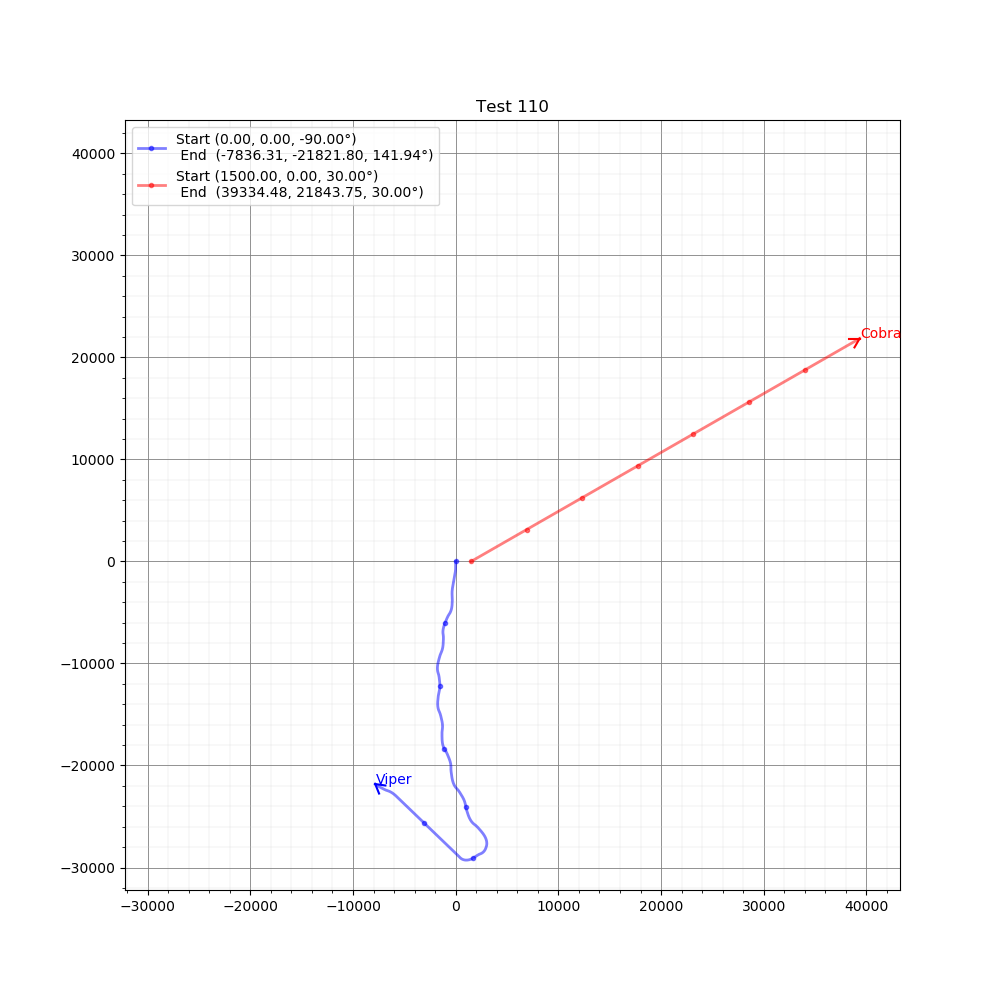 Test 110
Start (0.00, 0.00, -90.00°)
End  (-7836.31, -21821.80, 141.94°)
Start (1500.00, 0.00, 30.00°)
End  (39334.48, 21843.75, 30.00°)
40000
30000
20000
10000
0
−10000
−20000
−30000
Cobra
Viper
−30000
−20000
−10000
0
10000
20000
30000
40000